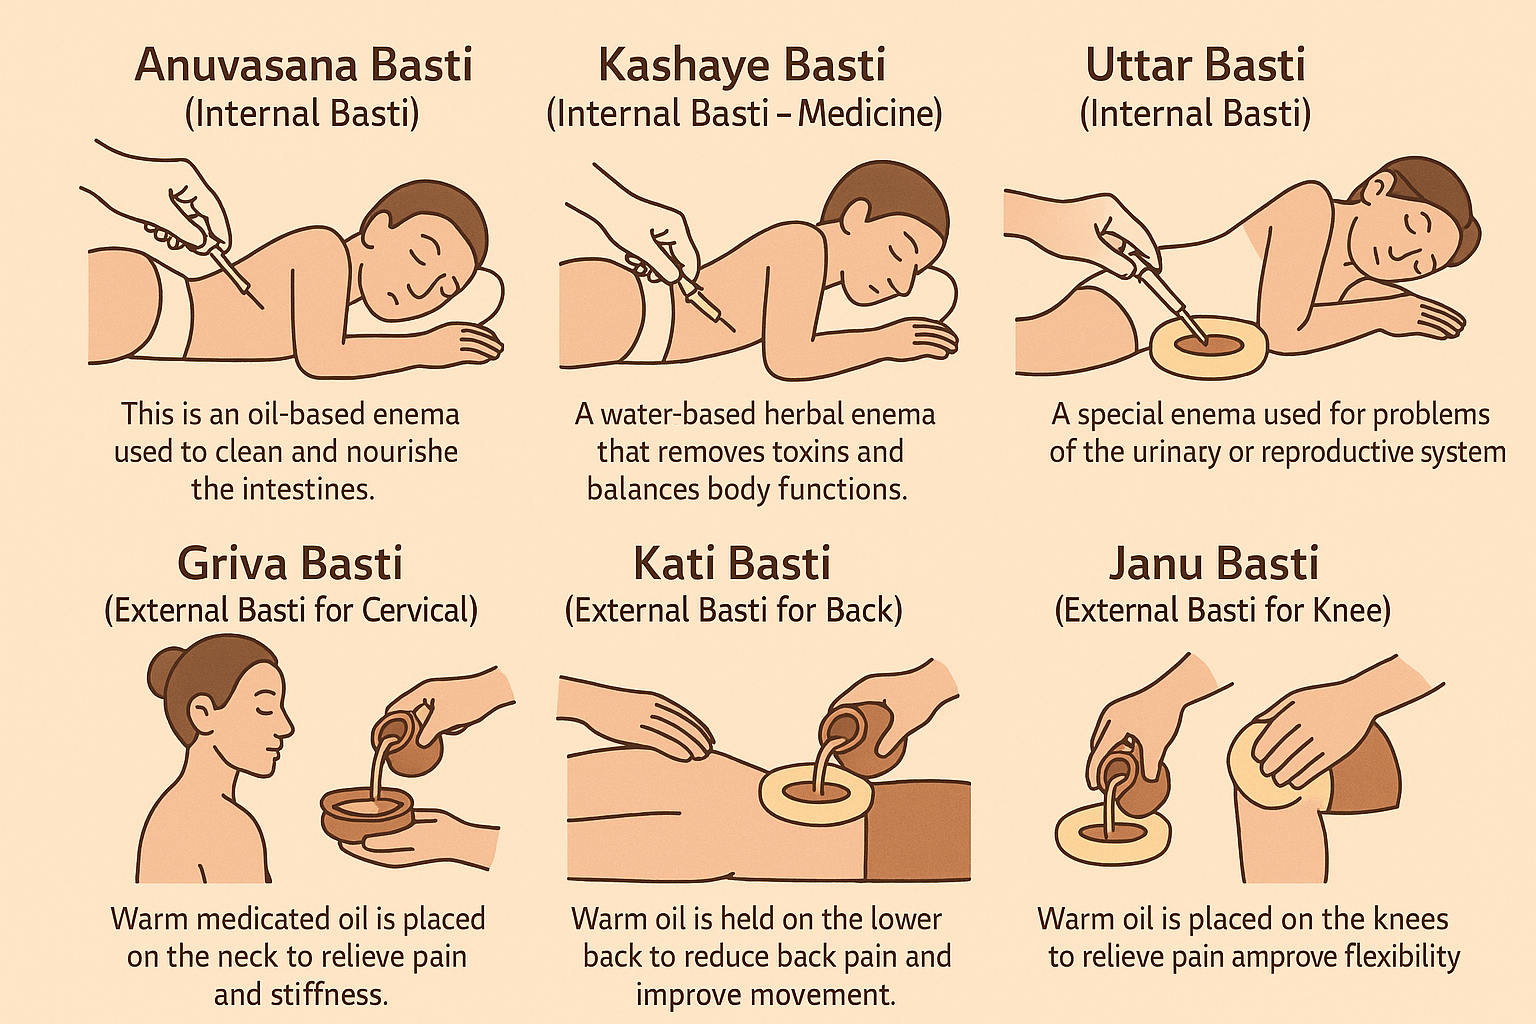 Anuvasana Basti
(Internal Basti)
This is an oil-based enema
used to clean and nourishe
the intestines.
Kashaye Basti
(Internal Basti – Medicine)
A water-based herbal enema
that removes toxins and
balances body functions.
Uttar Basti
(Internal Basti)
A special enema used for problems
of the urinary or reproductive system
Griva Basti
(External Basti for Cervical)
Warm medicated oil is placed
on the neck to relieve pain
and stiffness.
Kati Basti
(External Basti for Back)
Warm oil is held on the lower
back to reduce back pain and
improve movement.
Janu Basti
(External Basti for Knee)
Warm oil is placed on the knees
to relieve pain amprove flexibility